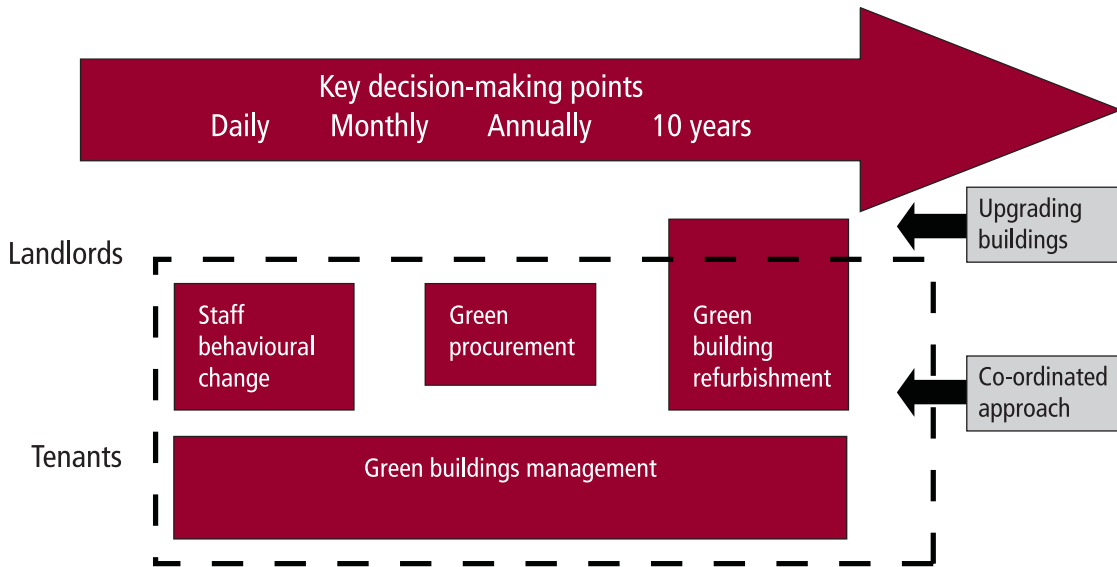 Key decision-making points
Daily Monthly Annually 10 years
Upgrading
buildings
Landlords
Staff
behavioural
change
Green
procurement
Green
building
refurbishment
Co-ordinated
approach
Tenants
Green buildings management